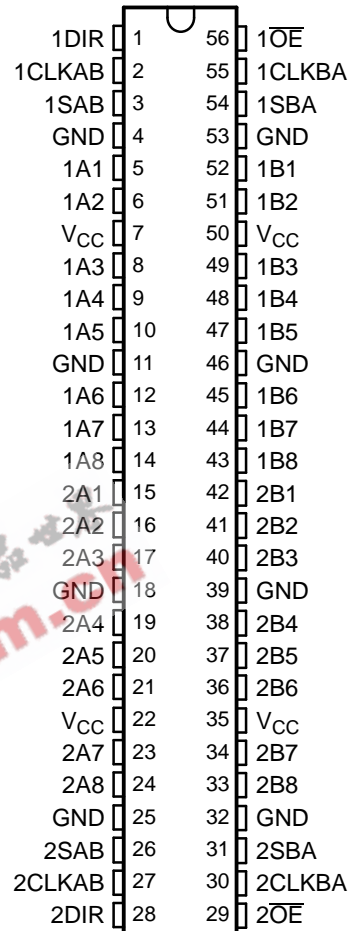 1DIR 1 56 1O̅E̅
1CLKAB 2 55 1CLKBA
1SAB 3 54 1SBA
GND 4 53 GND
1A1 5 52 1B1
1A2 6 51 1B2
VCC 7 50 VCC
1A3 8 49 1B3
1A4 9 48 1B4
1A5 10 47 1B5
GND 11 46 GND
1A6 12 45 1B6
1A7 13 44 1B7
1A8 14 43 1B8
2A1 15 42 2B1
2A2 16 41 2B2
2A3 17 40 2B3
GND 18 39 GND
2A4 19 38 2B4
2A5 20 37 2B5
2A6 21 36 2B6
VCC 22 35 VCC
2A7 23 34 2B7
2A8 24 33 2B8
GND 25 32 GND
2SAB 26 31 2SBA
2CLKAB 27 30 2CLKBA
2DIR 28 29 2O̅E̅
m.cn